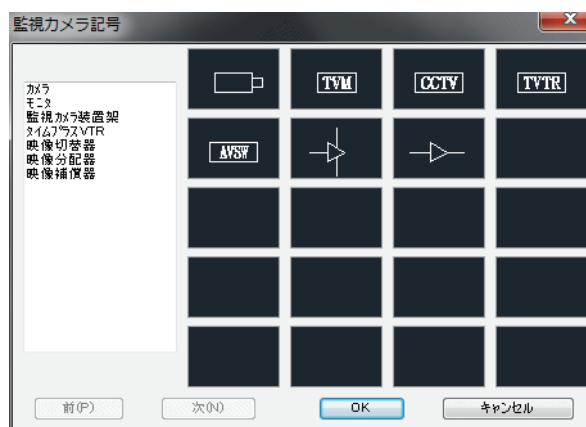 監視カメラ記号
カメラ
モニタ
監視カメラ装置架
タイムプラスVTR
映像切替器
映像分配器
映像補償器
TVM
CCTV
TVTR
AVSW
前(P)
次(N)
OK
キャンセル